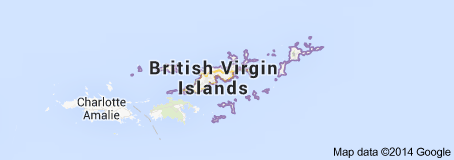 British Virgin
Islands
Charlotte
Amalie
Map data ©2014 Google